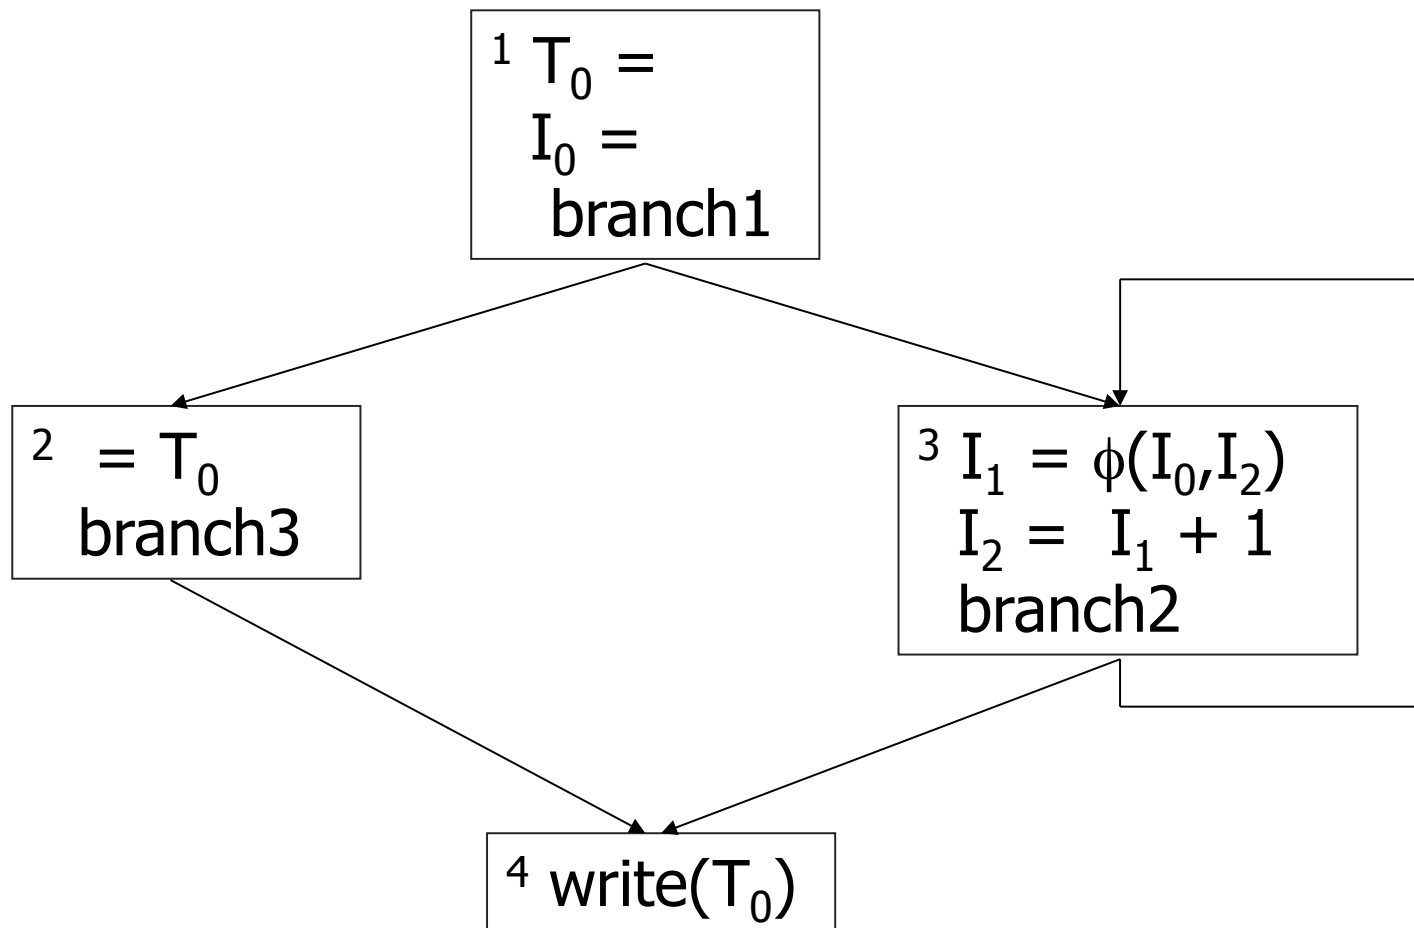 1 T₀ =
I₀ =
branch1
2 = T₀
branch3
3 I₁ = ϕ(I₀,I₂)
I₂ = I₁ + 1
branch2
4 write(T₀)